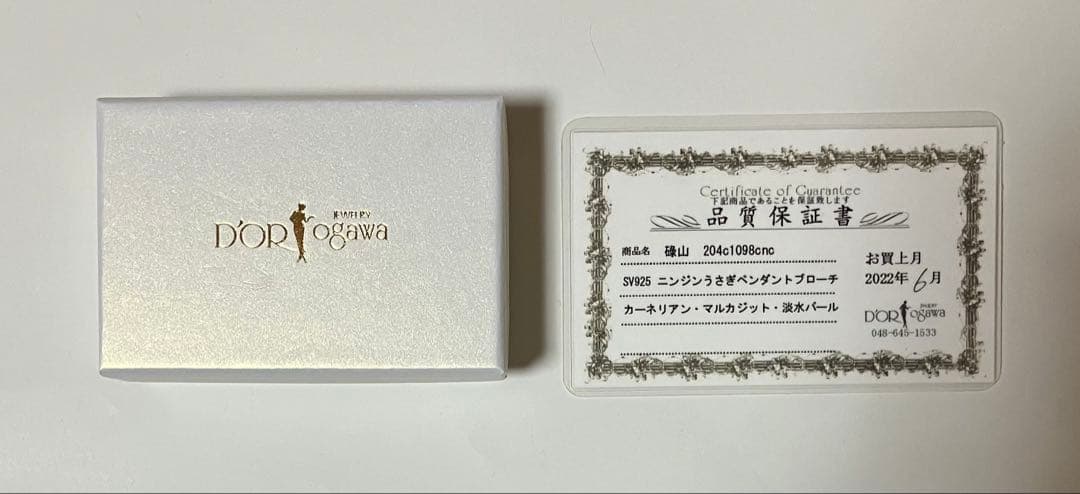 JEWELRY
D'OR ogawa
Certificate of Guarantee
下記商品であることを保証致します
品質保証書
商品名 碌山 204c1098cnc
SV925 ニンジンうさぎペンダントブローチ
カーネリアン・マルカジット・淡水パール
お買上月
2022年 6月
JEWELRY
D'OR ogawa
048-645-1533